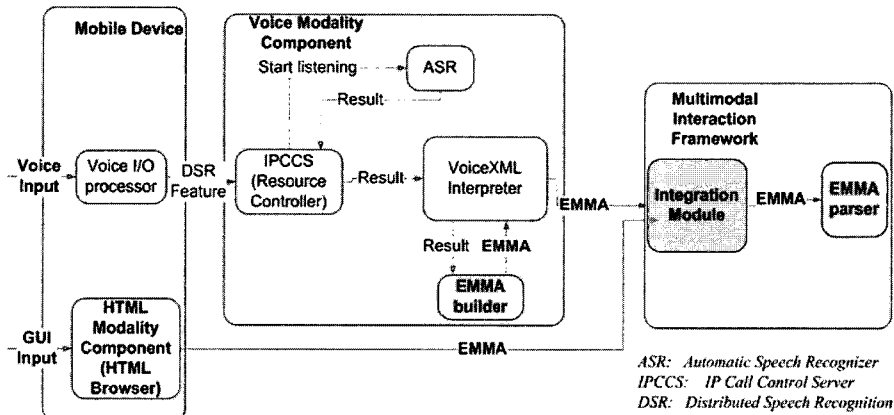 Mobile Device
Voice Modality
Component
Start listening
ASR
Result
Multimodal
Interaction
Framework
Voice
Input
Voice I/O
processor
DSR
Feature
IPCCS
(Resource
Controller)
Result
VoiceXML
Interpreter
EMMA
Integration
Module
EMMA
EMMA
parser
Result
EMMA
EMMA
builder
GUI
Input
HTML
Modality
Component
(HTML
Browser)
EMMA
ASR: Automatic Speech Recognizer
IPCCS: IP Call Control Server
DSR: Distributed Speech Recognition